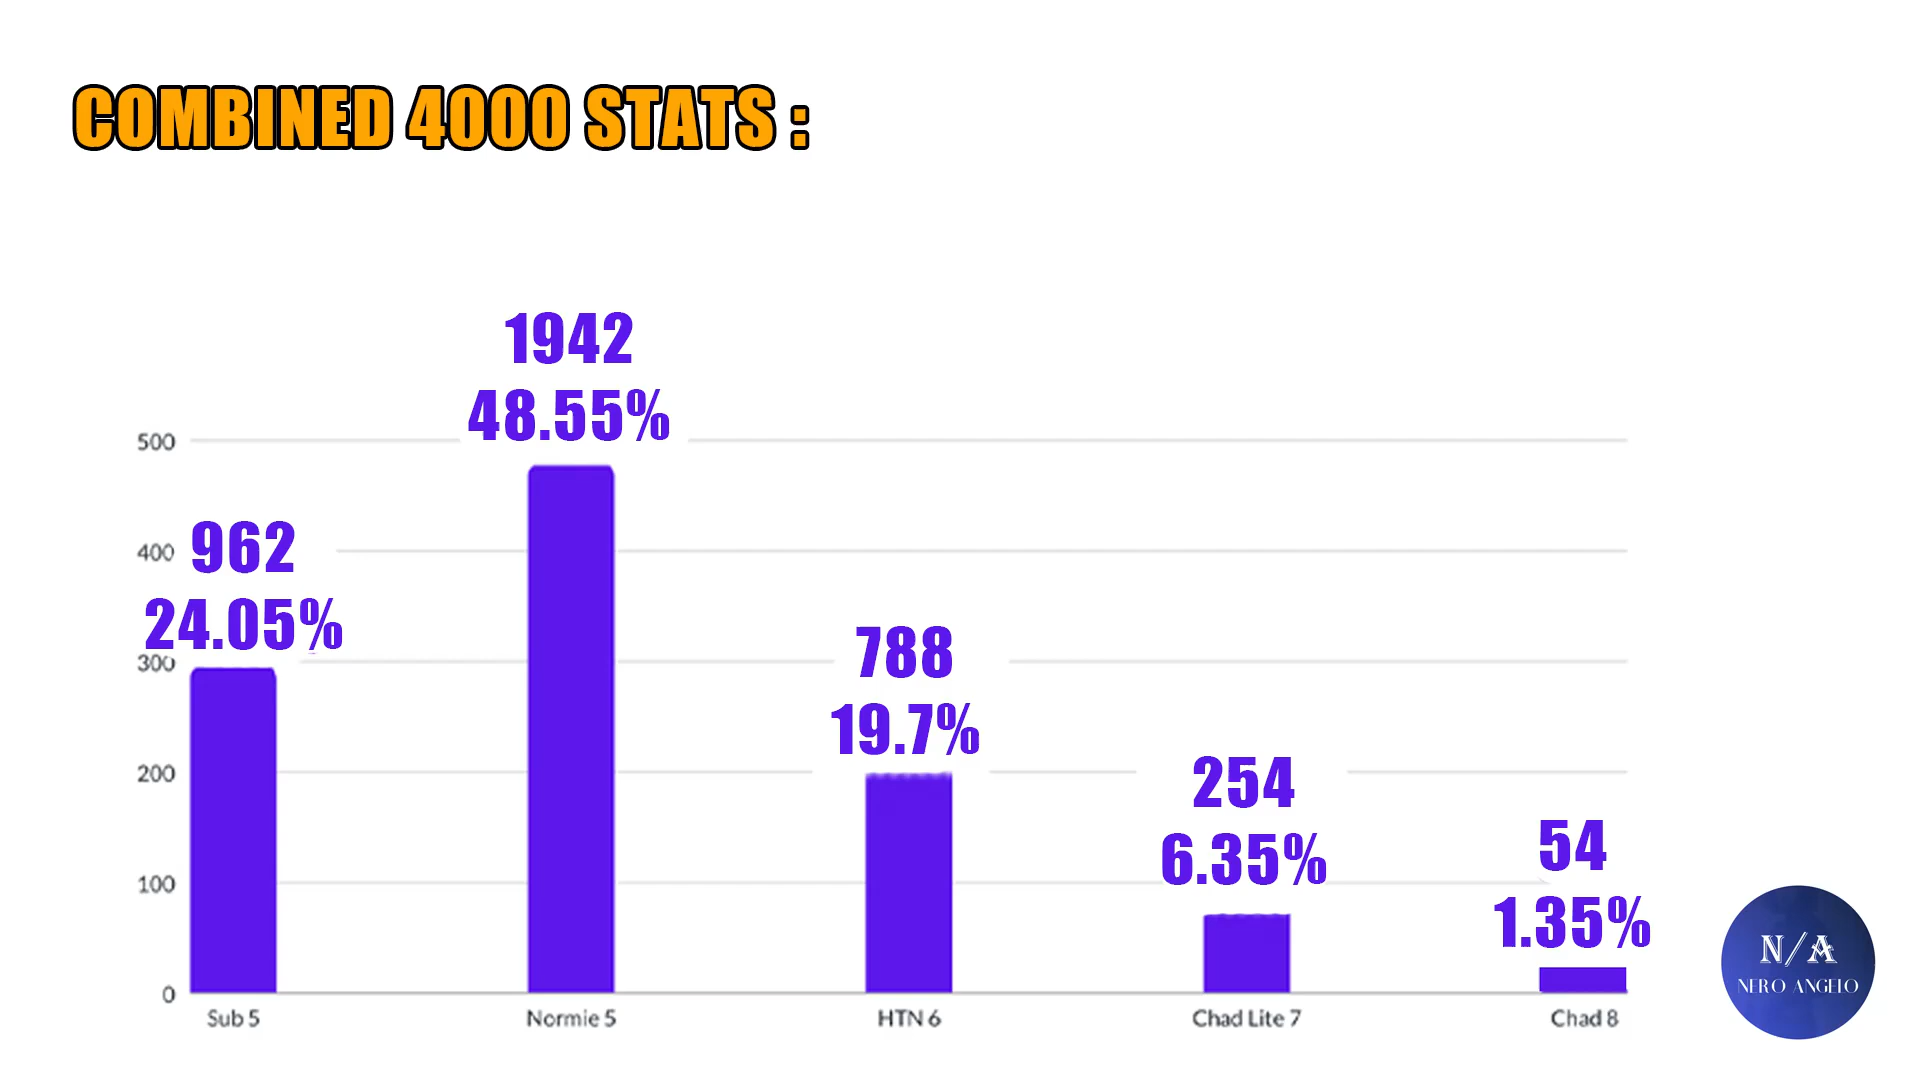 COMBINED 4000 STATS :
1942
48.55%
500
962
400
24.05%
300
788
19.7%
200
254
6.35%
100
54
1.35%
0
Sub 5
Normie 5
HTN 6
Chad Lite 7
Chad 8
N/A
NERO ANGELO